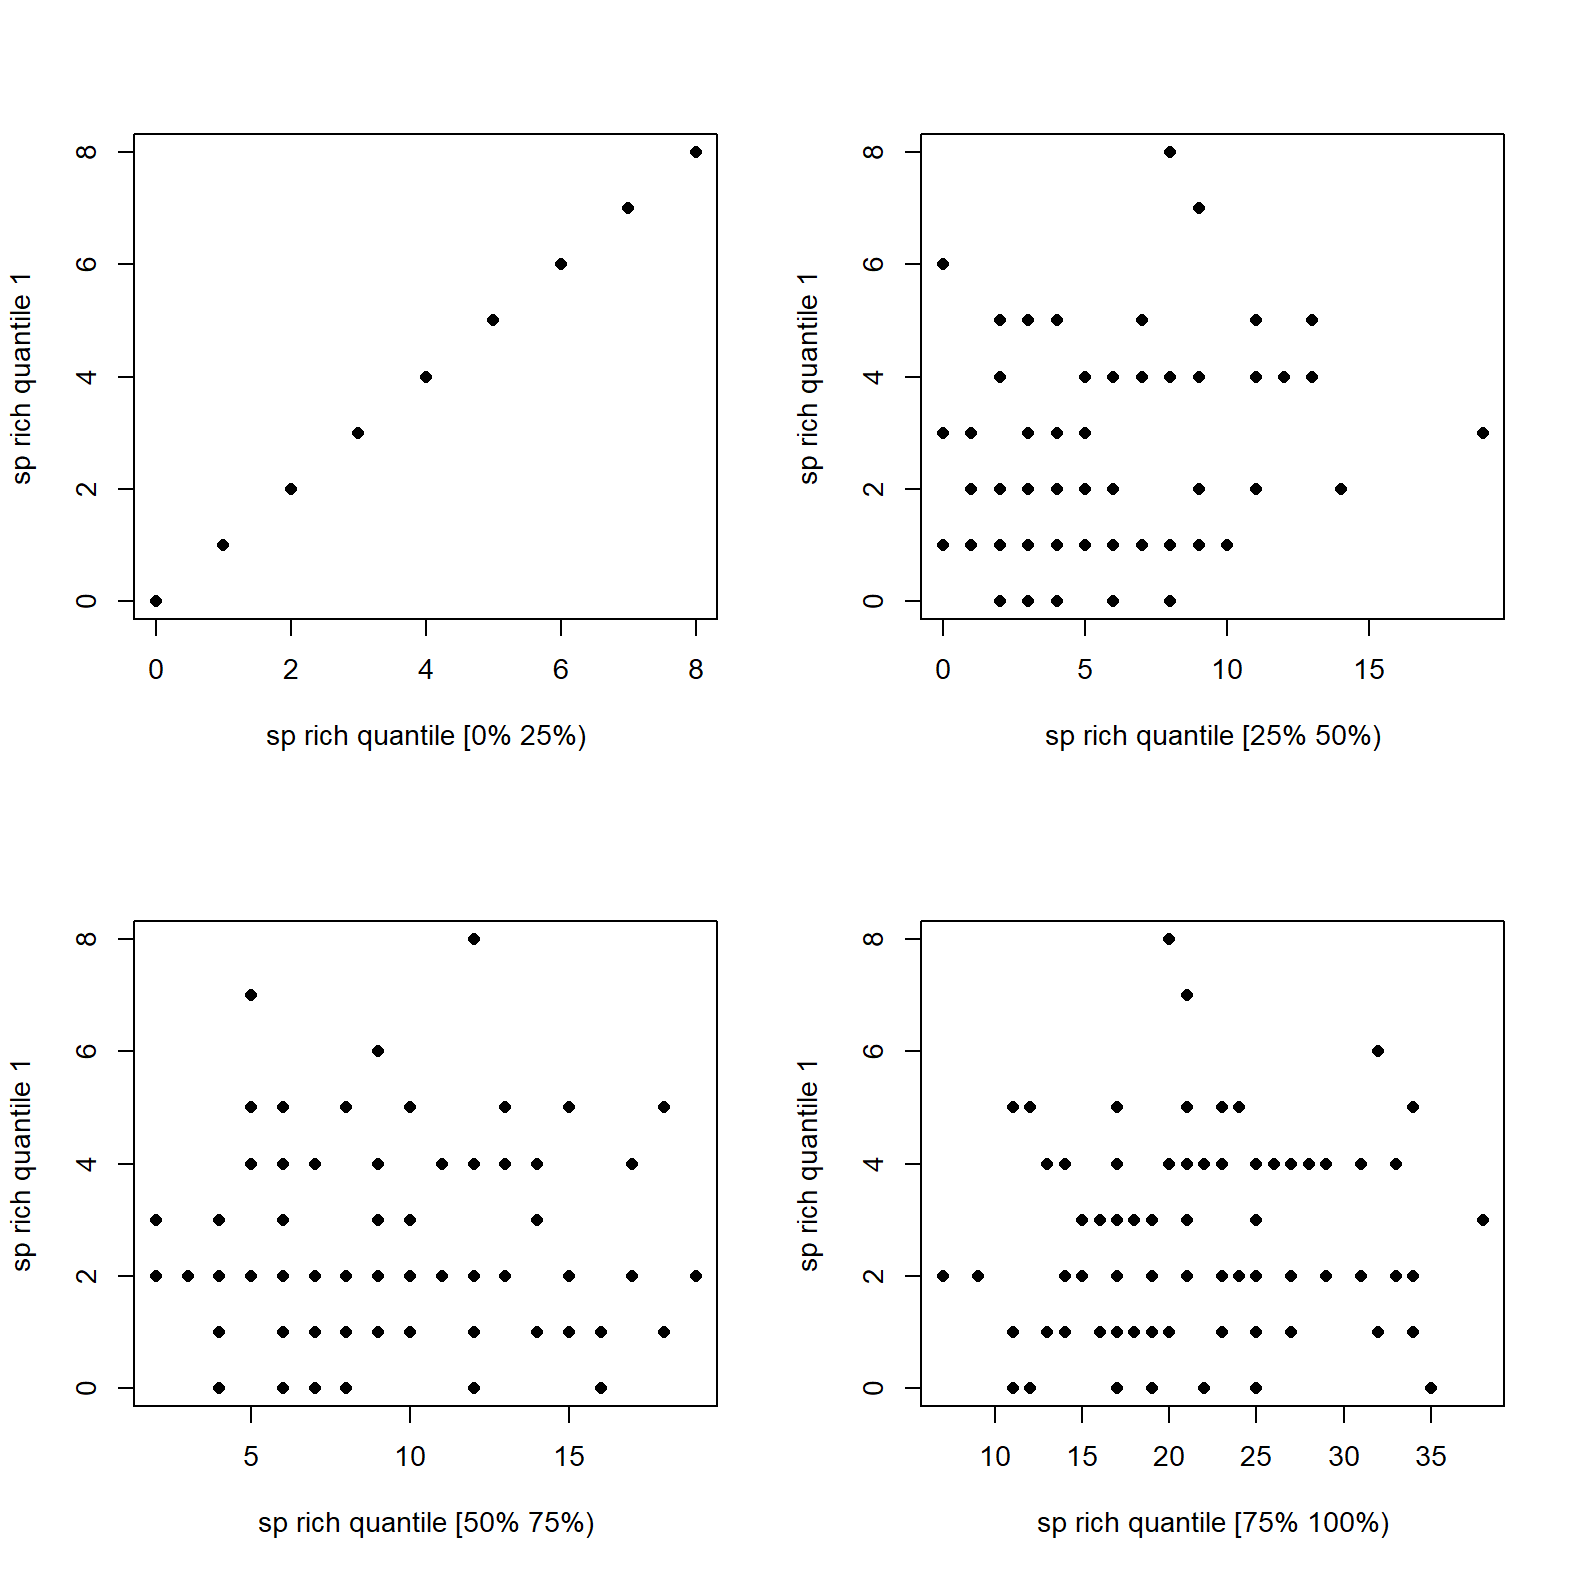 8
6
4
2
0
sp rich quantile 1
0 2 4 6 8
sp rich quantile [0% 25%)
8
6
4
2
0
sp rich quantile 1
0 5 10 15
sp rich quantile [25% 50%)
8
6
4
2
0
sp rich quantile 1
5 10 15
sp rich quantile [50% 75%)
8
6
4
2
0
sp rich quantile 1
10 15 20 25 30 35
sp rich quantile [75% 100%)